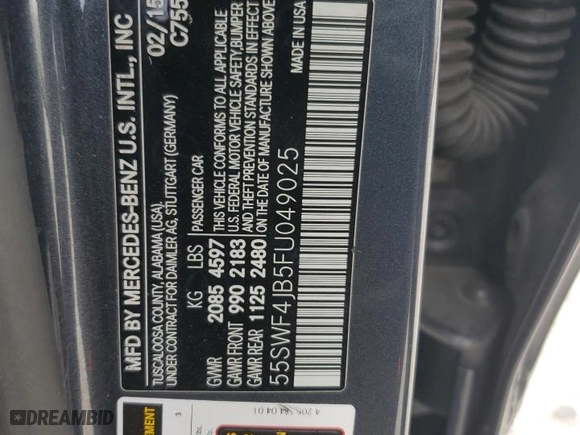 MFD BY MERCEDES-BENZ U.S. INTL., INC
TUSCALOOSA COUNTY, ALABAMA (USA),
UNDER CONTRACT FOR DAIMLER AG, STUTTGART (GERMANY)
02/15
C755
KG LBS
GVWR 2085 4597
GAWR FRONT 990 2183
GAWR REAR 1125 2480
PASSENGER CAR
THIS VEHICLE CONFORMS TO ALL APPLICABLE
U.S. FEDERAL MOTOR VEHICLE SAFETY, BUMPER
AND THEFT PREVENTION STANDARDS IN EFFECT
ON THE DATE OF MANUFACTURE SHOWN ABOVE
55SWF4JB5FU049025
MADE IN USA
3
lbs.
DREAMBID